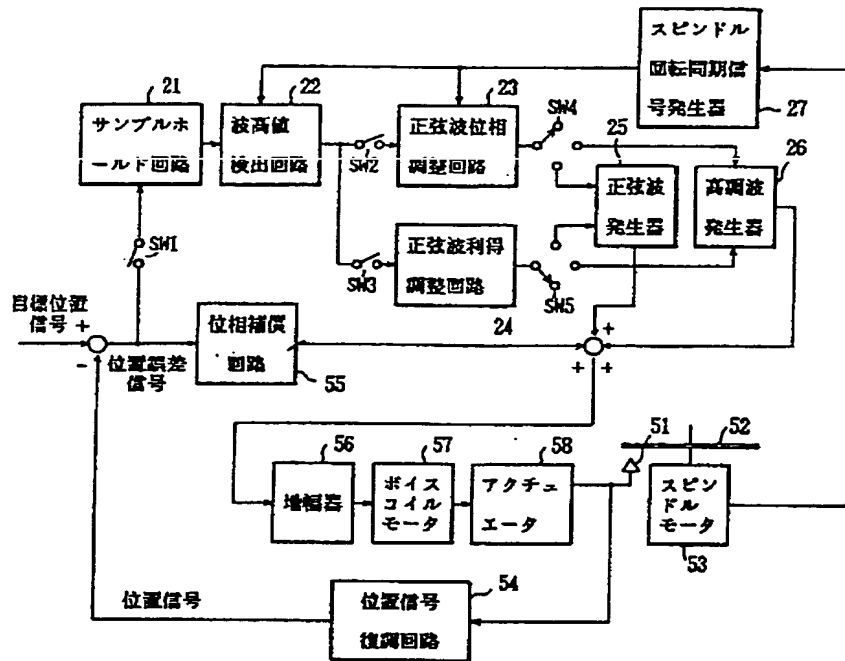 スピンドル
回転同期信
号発生器
27
21
サンプルホ
ールド回路
22
波高値
検出回路
SW2
23
正弦波位相
調整回路
SW4
25
正弦波
発生器
26
高調波
発生器
SW1
SW3
正弦波利得
調整回路
SW5
24
目標位置
信号 +
-
位置誤差
信号
位相補償
回路
55
+
+ +
56
増幅器
57
ボイス
コイル
モータ
58
アクチュ
エータ
51
52
スピン
ドル
モータ
53
位置信号
54
位置信号
復調回路